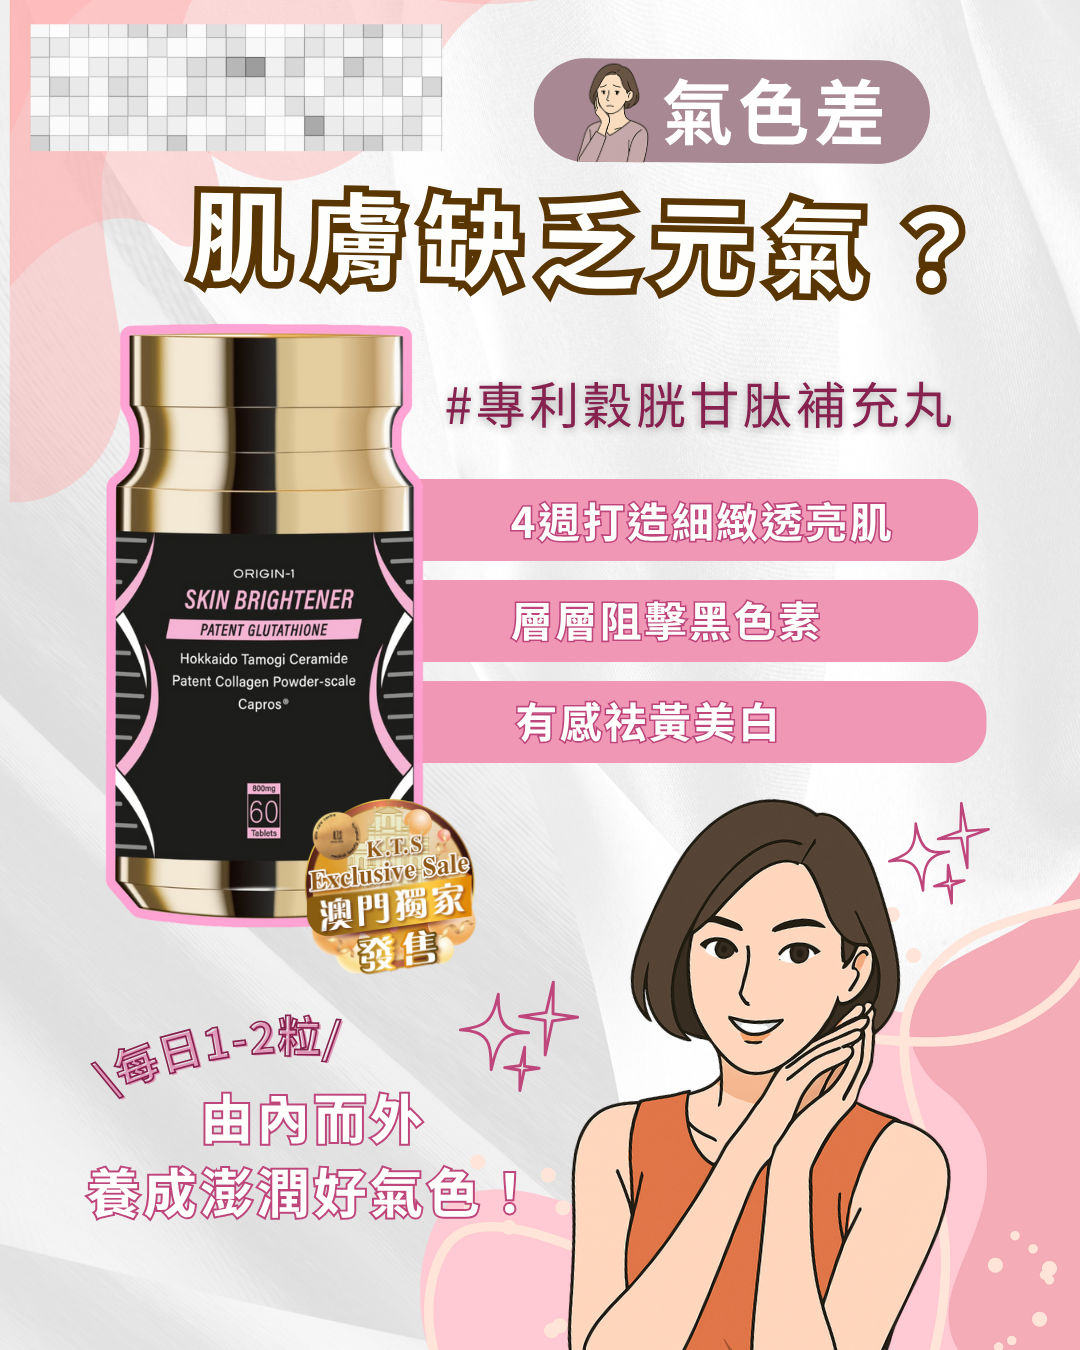 氣色差
肌膚缺乏元氣？
#專利穀胱甘肽補充丸
4週打造細緻透亮肌
層層阻擊黑色素
有感祛黃美白
ORIGIN-1
SKIN BRIGHTENER
PATENT GLUTATHIONE
Hokkaido Tamogi Ceramide
Patent Collagen Powder-scale
Capros®
800mg
60
Tablets
K.T.S
Exclusive Sale
澳門獨家
發售
\每日1-2粒/
由內而外
養成澎潤好氣色！